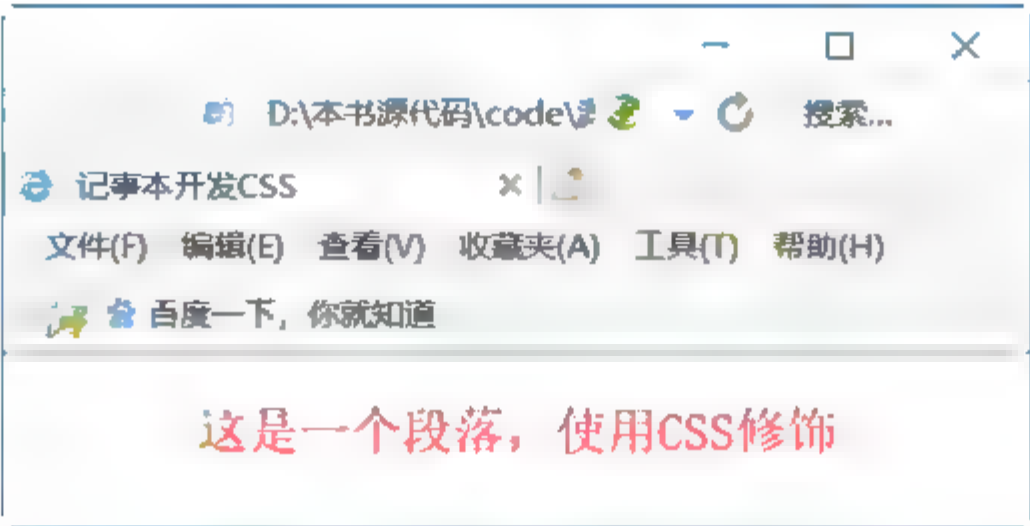 D:\本书源代码\code\ 搜索...
记事本开发CSS
文件(F) 编辑(E) 查看(V) 收藏夹(A) 工具(T) 帮助(H)
百度一下，你就知道
这是一个段落，使用CSS修饰